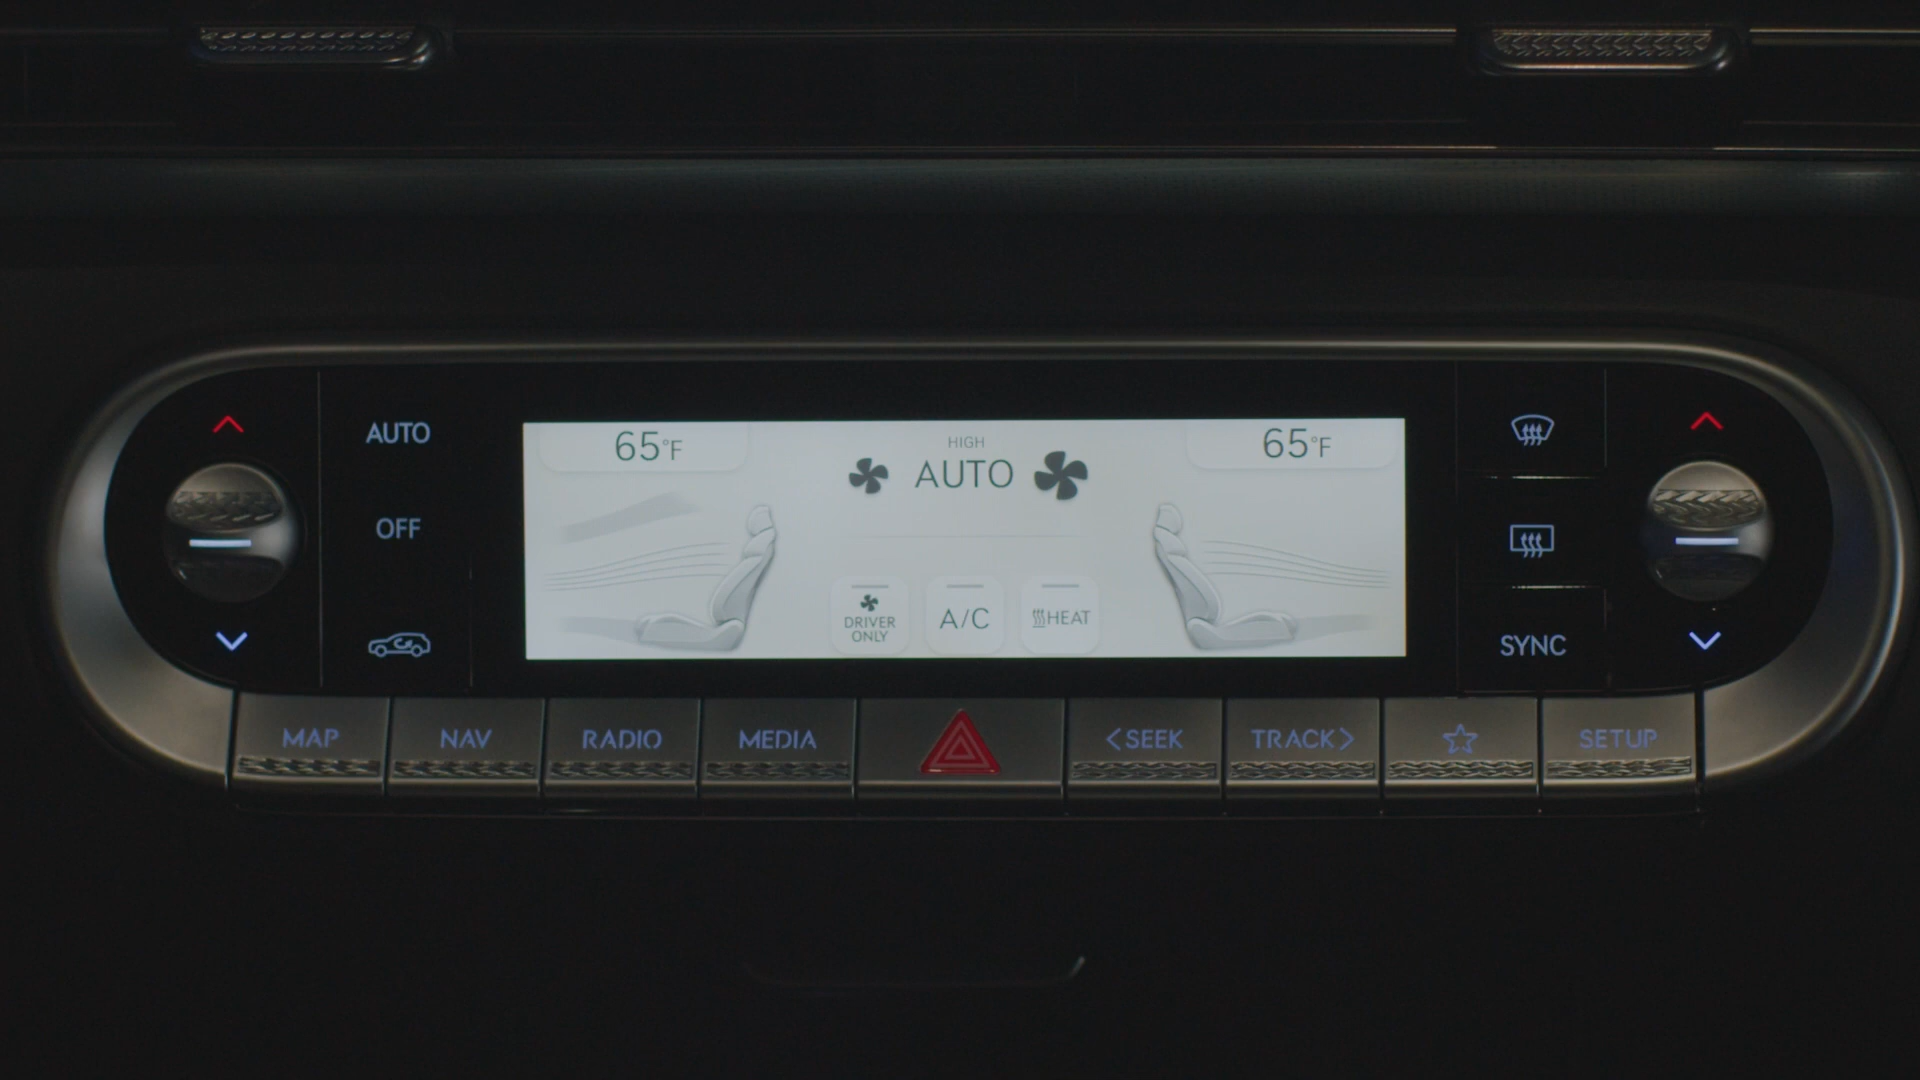 AUTO
OFF
65°F
HIGH
AUTO
65°F
DRIVER
ONLY
A/C
HEAT
SYNC
MAP
NAV
RADIO
MEDIA
<SEEK
TRACK>
SETUP